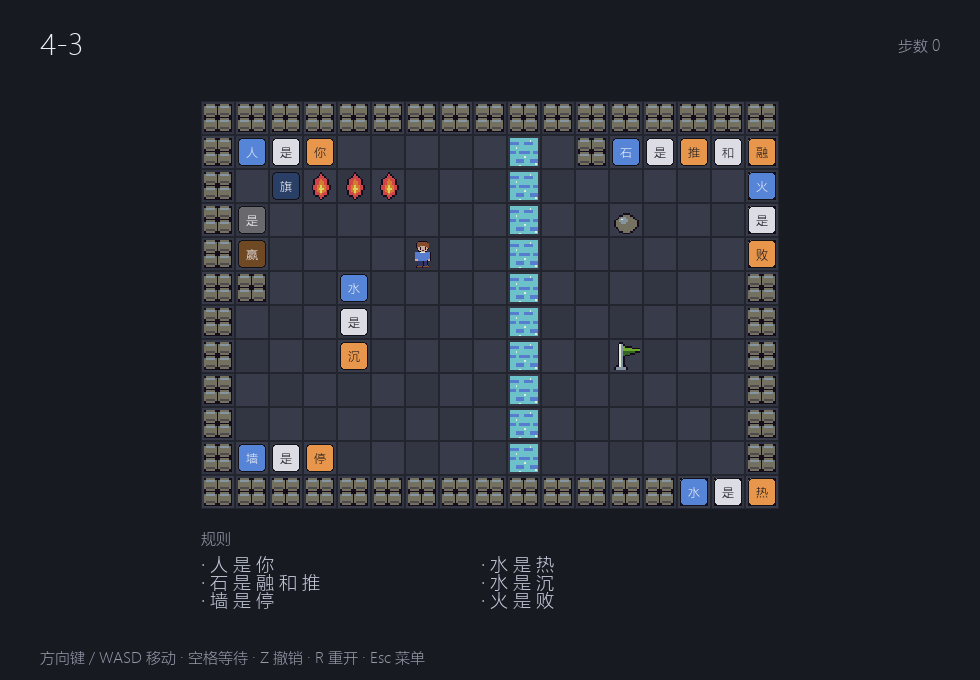 4-3
步数 0
人 是 你
石 是 推 和 融
旗
火
是
是
赢
败
水
是
沉
墙 是 停
水 是 热
规则
· 人 是 你
· 石 是 融 和 推
· 墙 是 停
· 水 是 热
· 水 是 沉
· 火 是 败
方向键 / WASD 移动 · 空格等待 · Z 撤销 · R 重开 · Esc 菜单